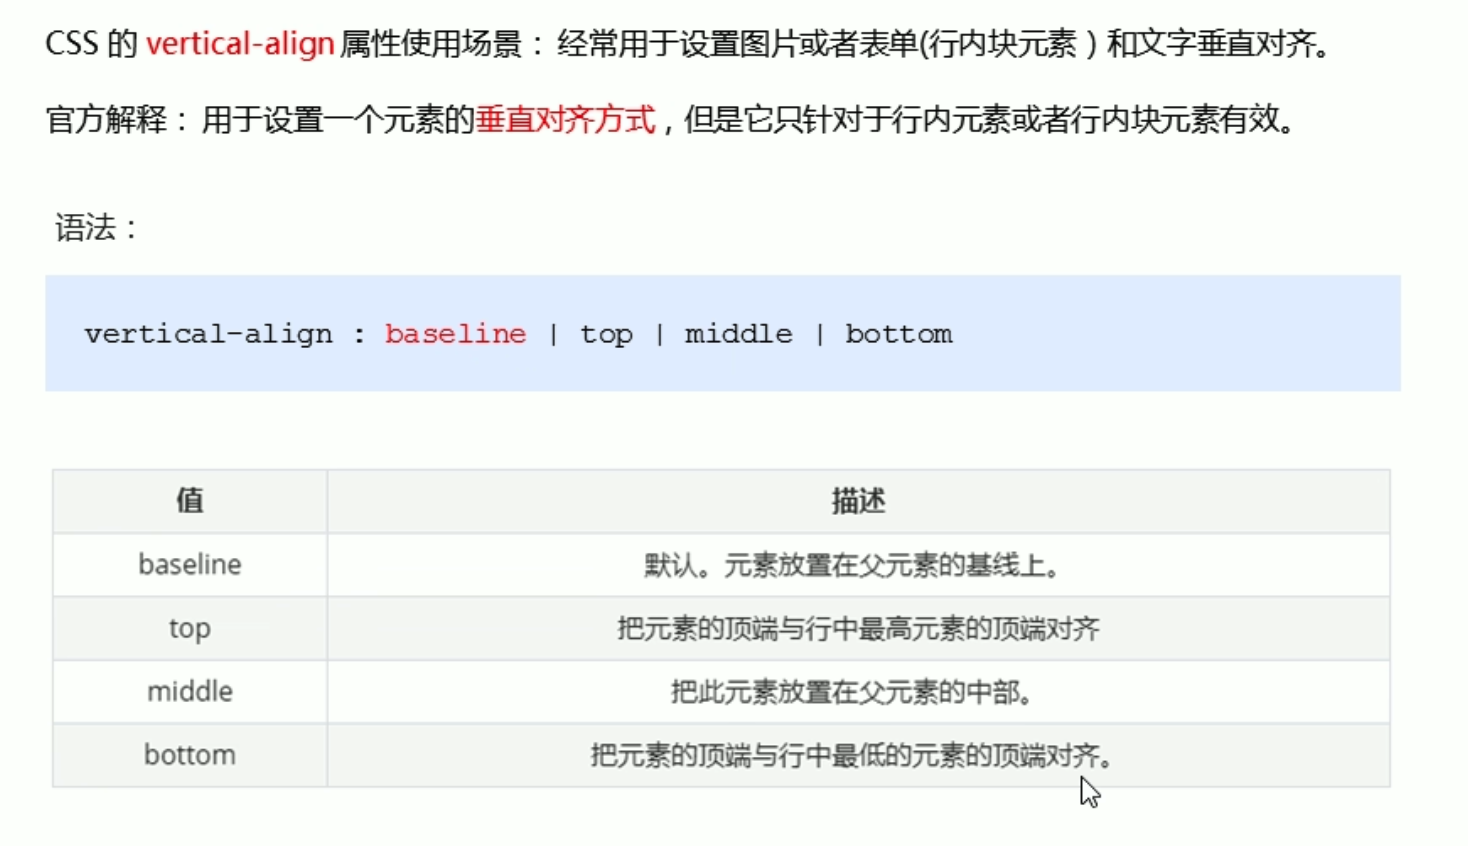 CSS 的 vertical-align 属性使用场景： 经常用于设置图片或者表单(行内块元素 ) 和文字垂直对齐。
官方解释： 用于设置一个元素的垂直对齐方式，但是它只针对于行内元素或者行内块元素有效。
语法：
vertical-align : baseline | top | middle | bottom
值 描述
baseline 默认。元素放置在父元素的基线上。
top 把元素的顶端与行中最高元素的顶端对齐
middle 把此元素放置在父元素的中部。
bottom 把元素的顶端与行中最低的元素的顶端对齐。